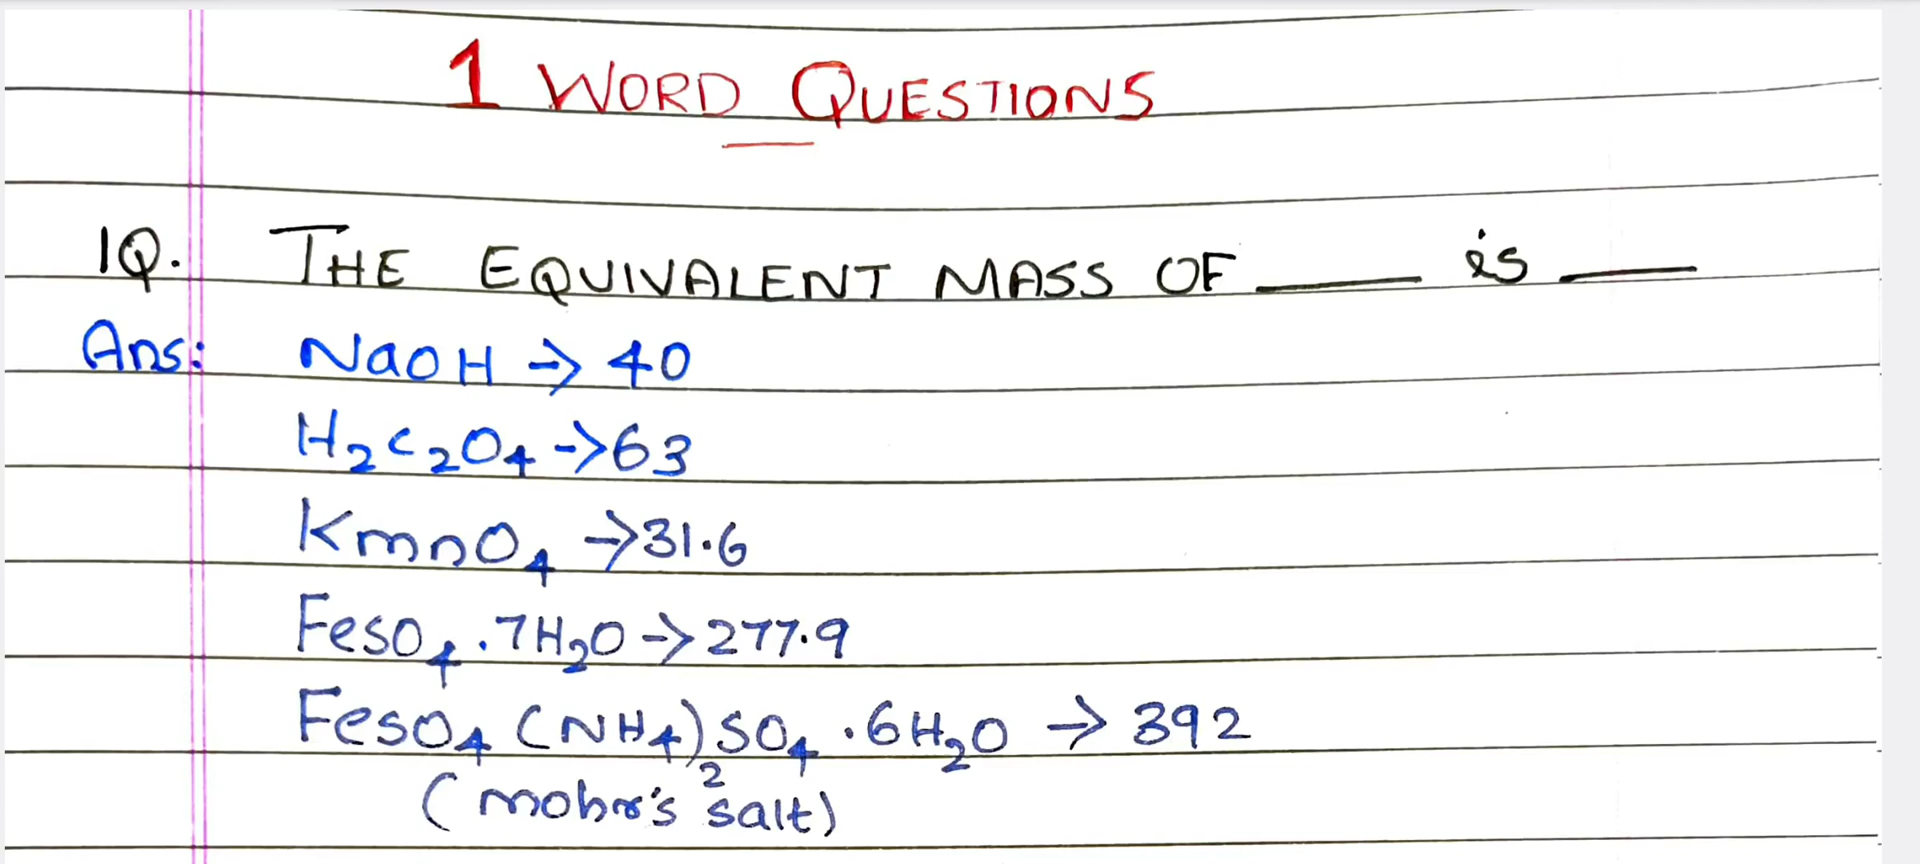 1 WORD QUESTIONS
1Q. THE EQUIVALENT MASS OF ____ is ____
Ans: NaOH → 40
H₂C₂O₄ → 63
KmnO₄ → 31.6
FeSO₄.7H₂O → 277.9
FeSO₄(NH₄)₂SO₄.6H₂O → 392
(mohr's salt)